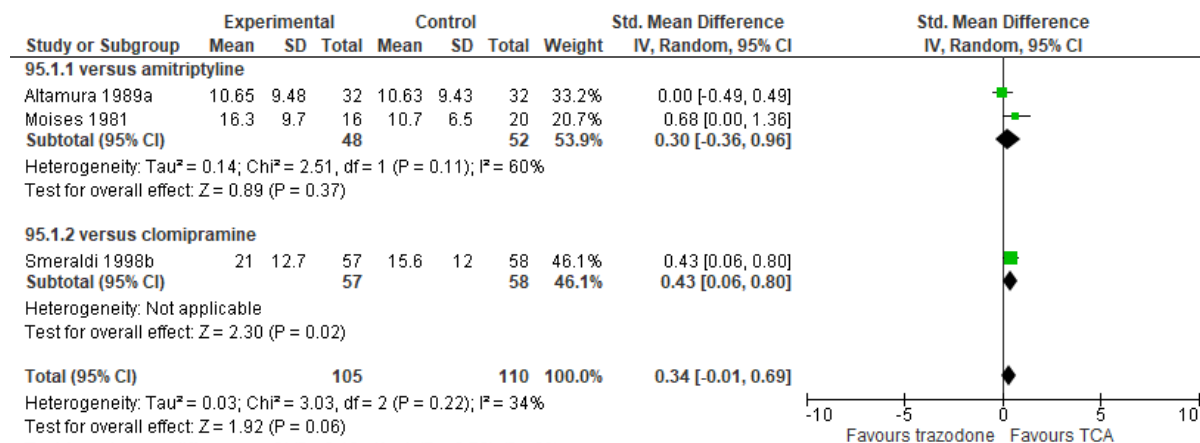 Experimental Control Std. Mean Difference Std. Mean Difference
Study or Subgroup Mean SD Total Mean SD Total Weight IV, Random, 95% CI IV, Random, 95% CI
95.1.1 versus amitriptyline
Altamura 1989a 10.65 9.48 32 10.63 9.43 32 33.2% 0.00 [-0.49, 0.49]
Moises 1981 16.3 9.7 16 10.7 6.5 20 20.7% 0.68 [0.00, 1.36]
Subtotal (95% CI) 48 52 53.9% 0.30 [-0.36, 0.96]
Heterogeneity: Tau² = 0.14; Chi² = 2.51, df = 1 (P = 0.11); I² = 60%
Test for overall effect: Z = 0.89 (P = 0.37)
95.1.2 versus clomipramine
Smeraldi 1998b 21 12.7 57 15.6 12 58 46.1% 0.43 [0.06, 0.80]
Subtotal (95% CI) 57 58 46.1% 0.43 [0.06, 0.80]
Heterogeneity: Not applicable
Test for overall effect: Z = 2.30 (P = 0.02)
Total (95% CI) 105 110 100.0% 0.34 [-0.01, 0.69]
Heterogeneity: Tau² = 0.03; Chi² = 3.03, df = 2 (P = 0.22); I² = 34%
Test for overall effect: Z = 1.92 (P = 0.06)
-10 -5 0 5 10
Favours trazodone Favours TCA